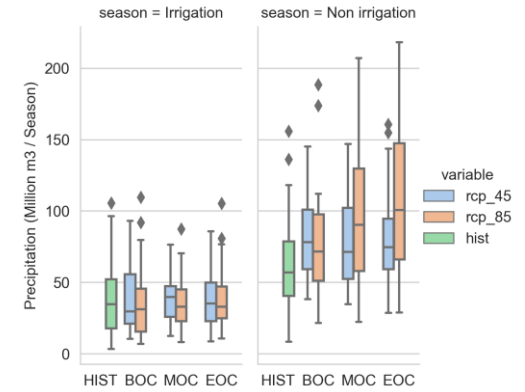 season = Irrigation
season = Non irrigation
Precipitation (Million m3 / Season)
200
150
100
50
0
HIST BOC MOC EOC
HIST BOC MOC EOC
variable
rcp_45
rcp_85
hist